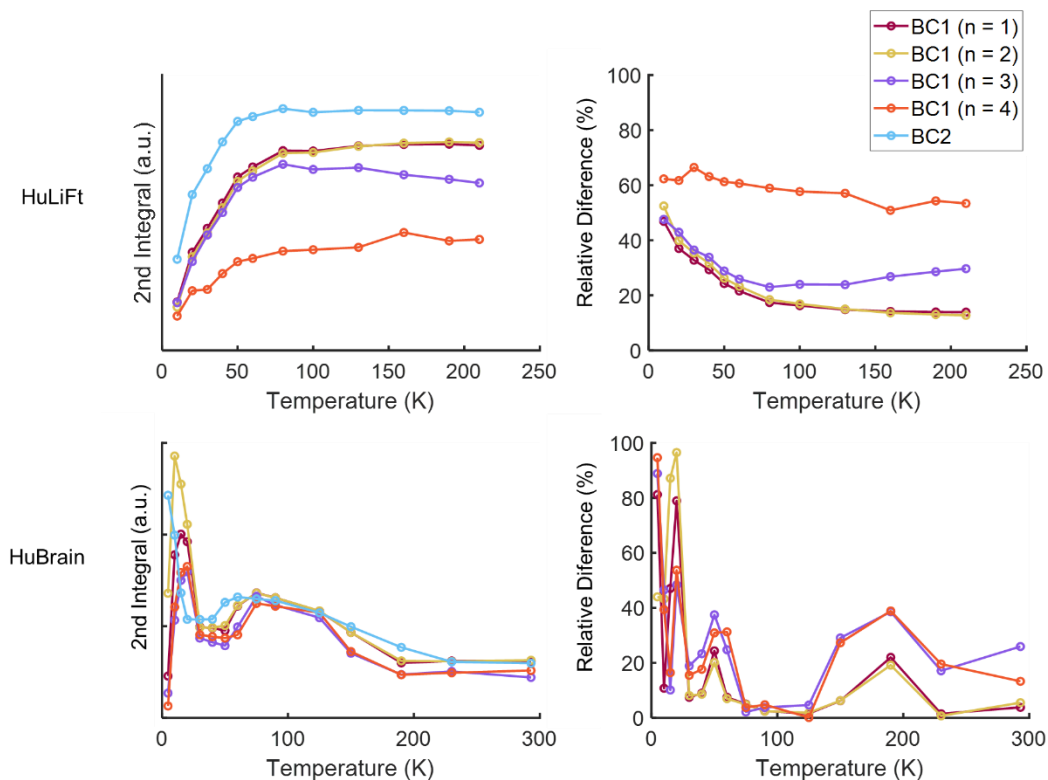 BC1 (n = 1)
BC1 (n = 2)
BC1 (n = 3)
BC1 (n = 4)
BC2
HuLiFt
2nd Integral (a.u.)
0 50 100 150 200 250
Temperature (K)
Relative Diference (%)
100
80
60
40
20
0
0 50 100 150 200 250
Temperature (K)
HuBrain
2nd Integral (a.u.)
0 100 200 300
Temperature (K)
Relative Diference (%)
100
80
60
40
20
0
0 100 200 300
Temperature (K)